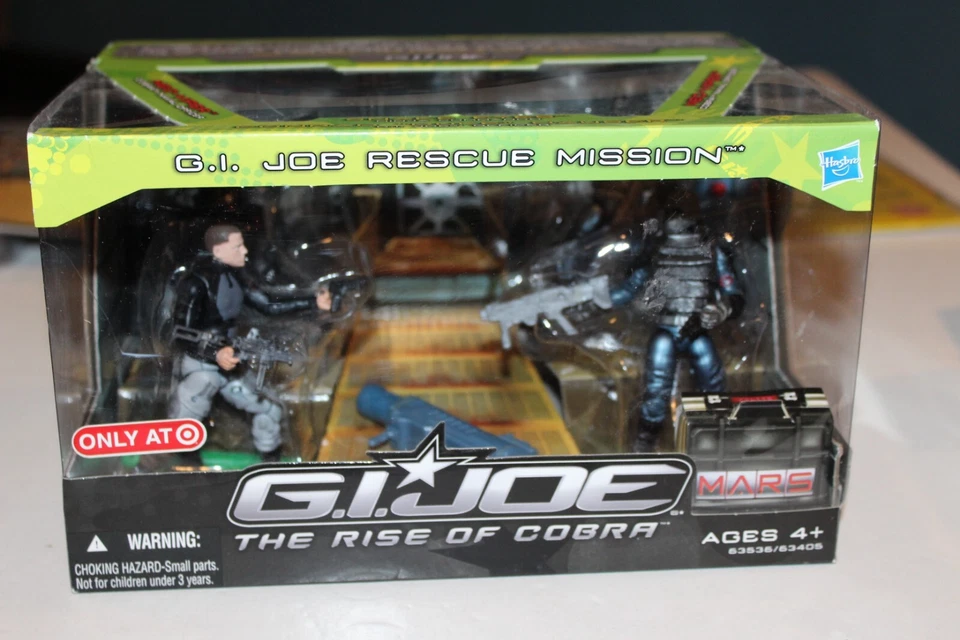 G.I. JOE RESCUE MISSION™*
Hasbro
ONLY AT
G.I.JOE
THE RISE OF COBRA™
MARS
AGES 4+
63536/63405
WARNING:
CHOKING HAZARD-Small parts.
Not for children under 3 years.